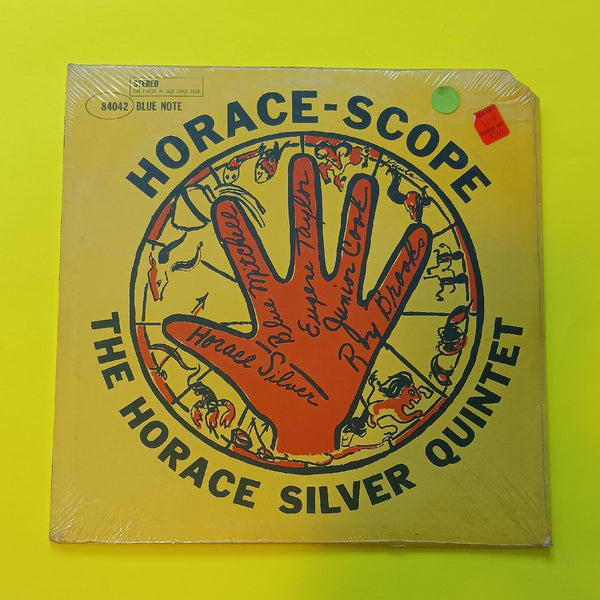 STEREO
THE FINEST IN JAZZ SINCE 1939
84042 BLUE NOTE
HORACE-SCOPE
Horace Silver
Blue Mitchell
Eugene Taylor
Junior Cook
Roy Brooks
THE HORACE SILVER QUINTET